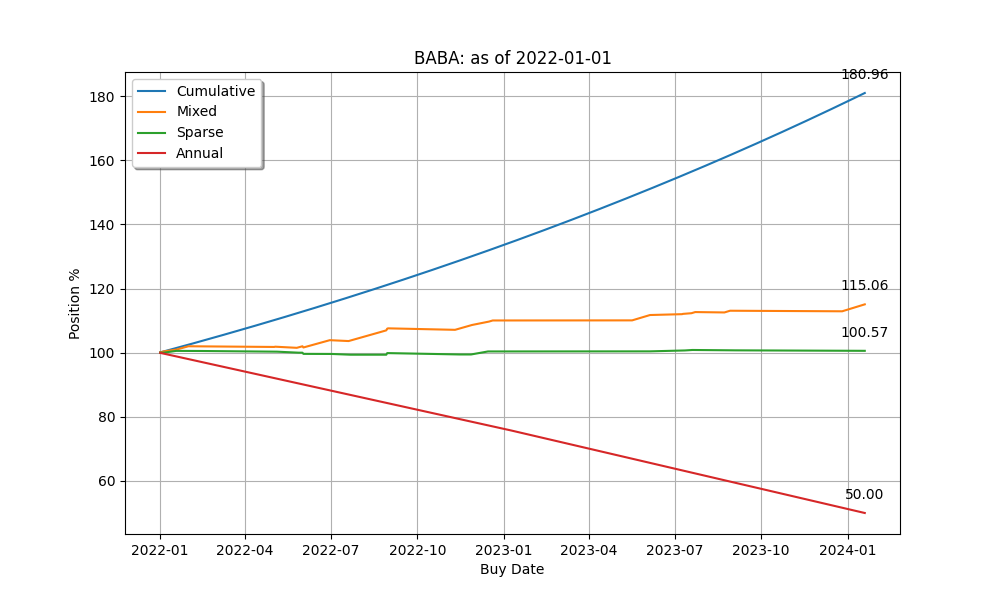 BABA: as of 2022-01-01
180.96
180
Cumulative
Mixed
Sparse
Annual
160
140
120
115.06
100.57
100
80
60
50.00
Position %
2022-01 2022-04 2022-07 2022-10 2023-01 2023-04 2023-07 2023-10 2024-01
Buy Date